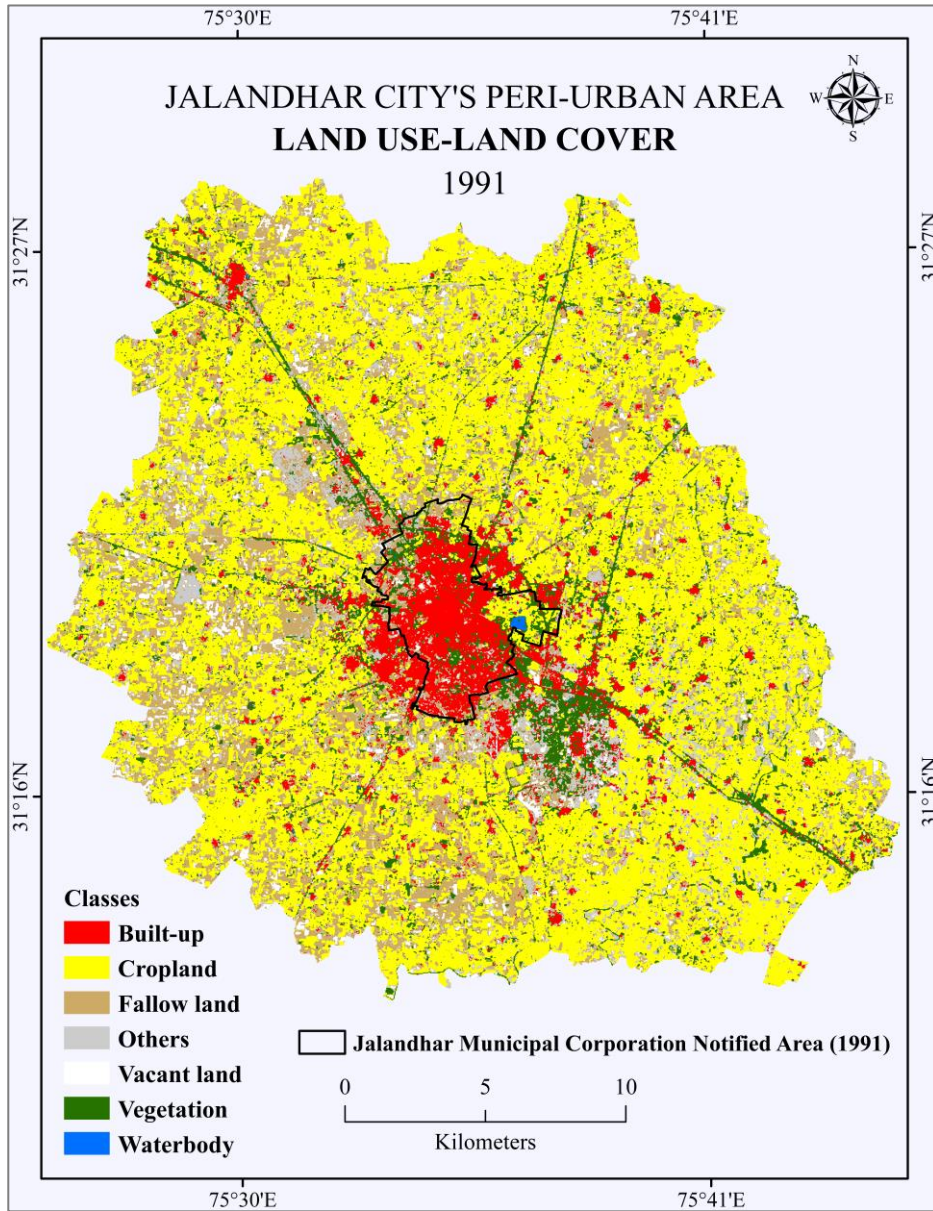 75°30'E
75°41'E
JALANDHAR CITY'S PERI-URBAN AREA
LAND USE-LAND COVER
1991
N
W
E
S
31°27'N
31°27'N
31°16'N
31°16'N
Classes
Built-up
Cropland
Fallow land
Others
Vacant land
Vegetation
Waterbody
Jalandhar Municipal Corporation Notified Area (1991)
0 5 10
Kilometers
75°30'E
75°41'E